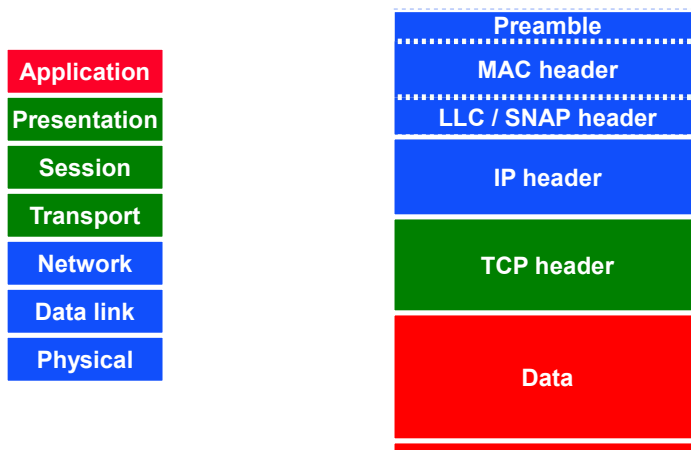 Application
Presentation
Session
Transport
Network
Data link
Physical
Preamble
MAC header
LLC / SNAP header
IP header
TCP header
Data